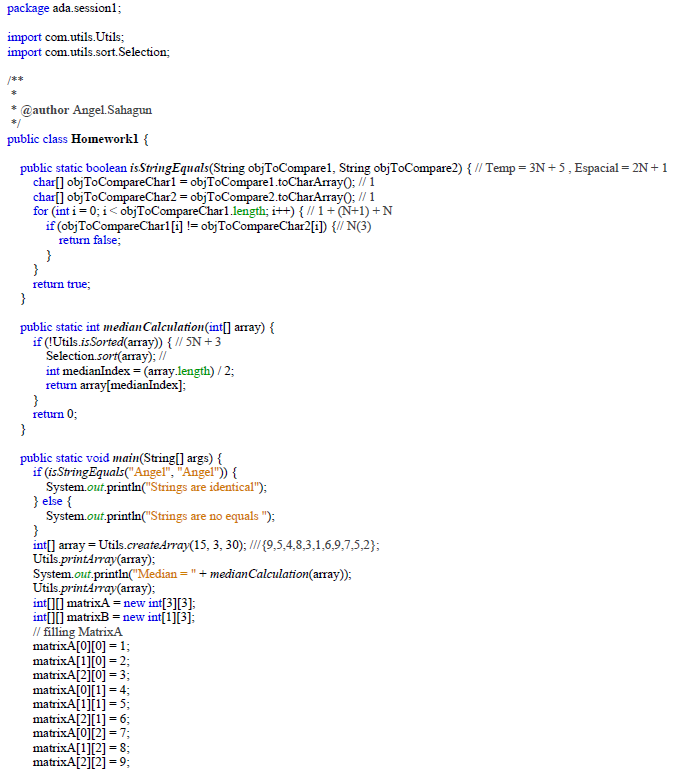 package ada.session1;
import com.utils.Utils;
import com.utils.sort.Selection;
/**
*
* @author Angel.Sahagun
*/
public class Homework1 {
public static boolean isStringEquals(String objToCompare1, String objToCompare2) { // Temp = 3N + 5 , Espacial = 2N + 1
char[] objToCompareChar1 = objToCompare1.toCharArray(); // 1
char[] objToCompareChar2 = objToCompare2.toCharArray(); // 1
for (int i = 0; i < objToCompareChar1.length; i++) { // 1 + (N+1) + N
if (objToCompareChar1[i] != objToCompareChar2[i]) {// N(3)
return false;
}
}
return true;
}
public static int medianCalculation(int[] array) {
if (!Utils.isSorted(array)) { // 5N + 3
Selection.sort(array); //
int medianIndex = (array.length) / 2;
return array[medianIndex];
}
return 0;
}
public static void main(String[] args) {
if (isStringEquals("Angel", "Angel")) {
System.out.println("Strings are identical");
} else {
System.out.println("Strings are no equals ");
}
int[] array = Utils.createArray(15, 3, 30); ///{9,5,4,8,3,1,6,9,7,5,2};
Utils.printArray(array);
System.out.println("Median = " + medianCalculation(array));
Utils.printArray(array);
int[][] matrixA = new int[3][3];
int[][] matrixB = new int[1][3];
// filling MatrixA
matrixA[0][0] = 1;
matrixA[1][0] = 2;
matrixA[2][0] = 3;
matrixA[0][1] = 4;
matrixA[1][1] = 5;
matrixA[2][1] = 6;
matrixA[0][2] = 7;
matrixA[1][2] = 8;
matrixA[2][2] = 9;